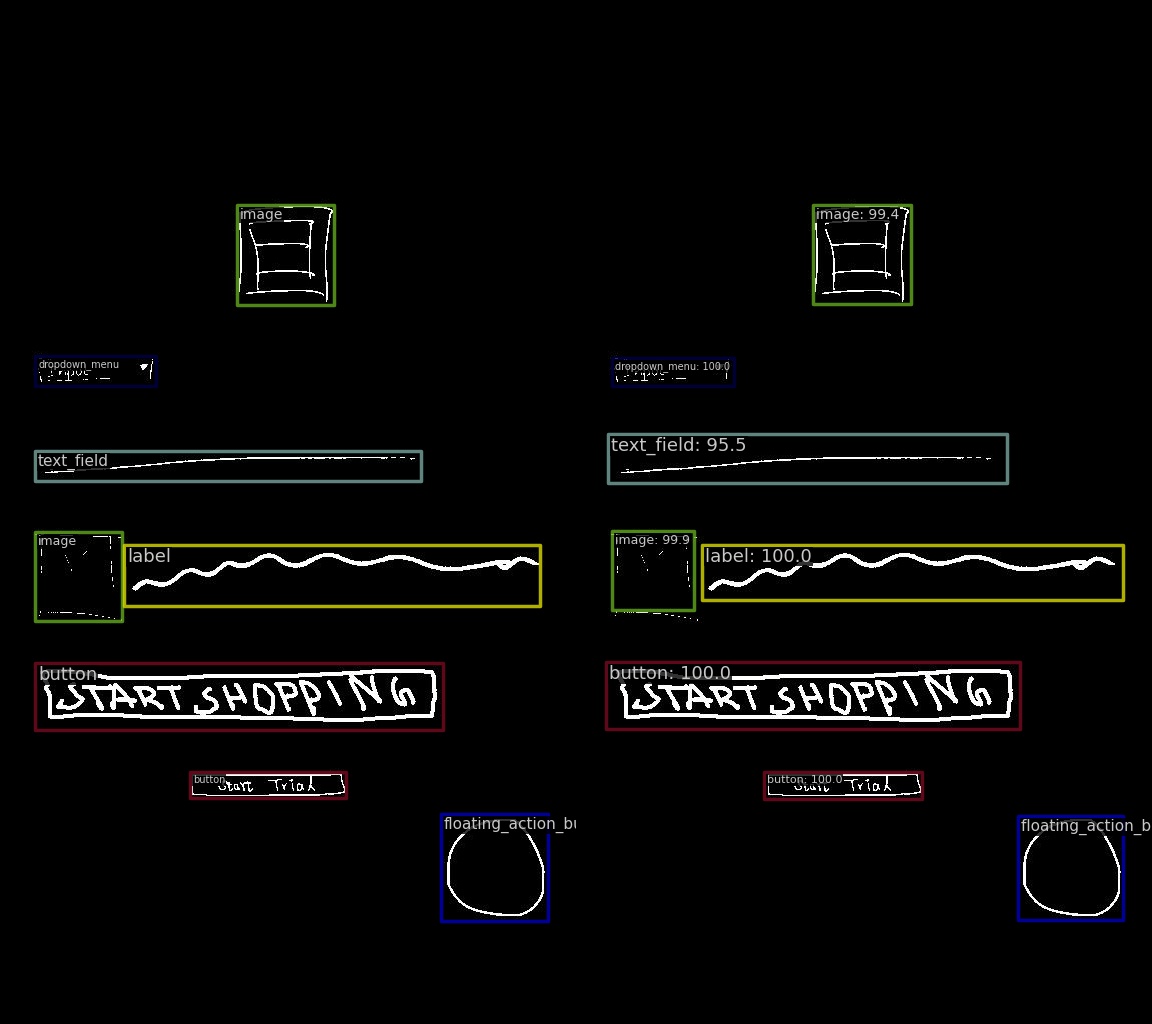 image image: 99.4
dropdown_menu dropdown_menu: 100.0
text_field text_field: 95.5
image label image: 99.9 label: 100.0
button button: 100.0
START SHOPPING START SHOPPING
button button: 100.0
Start Trial Start Trial
floating_action_bu floating_action_b